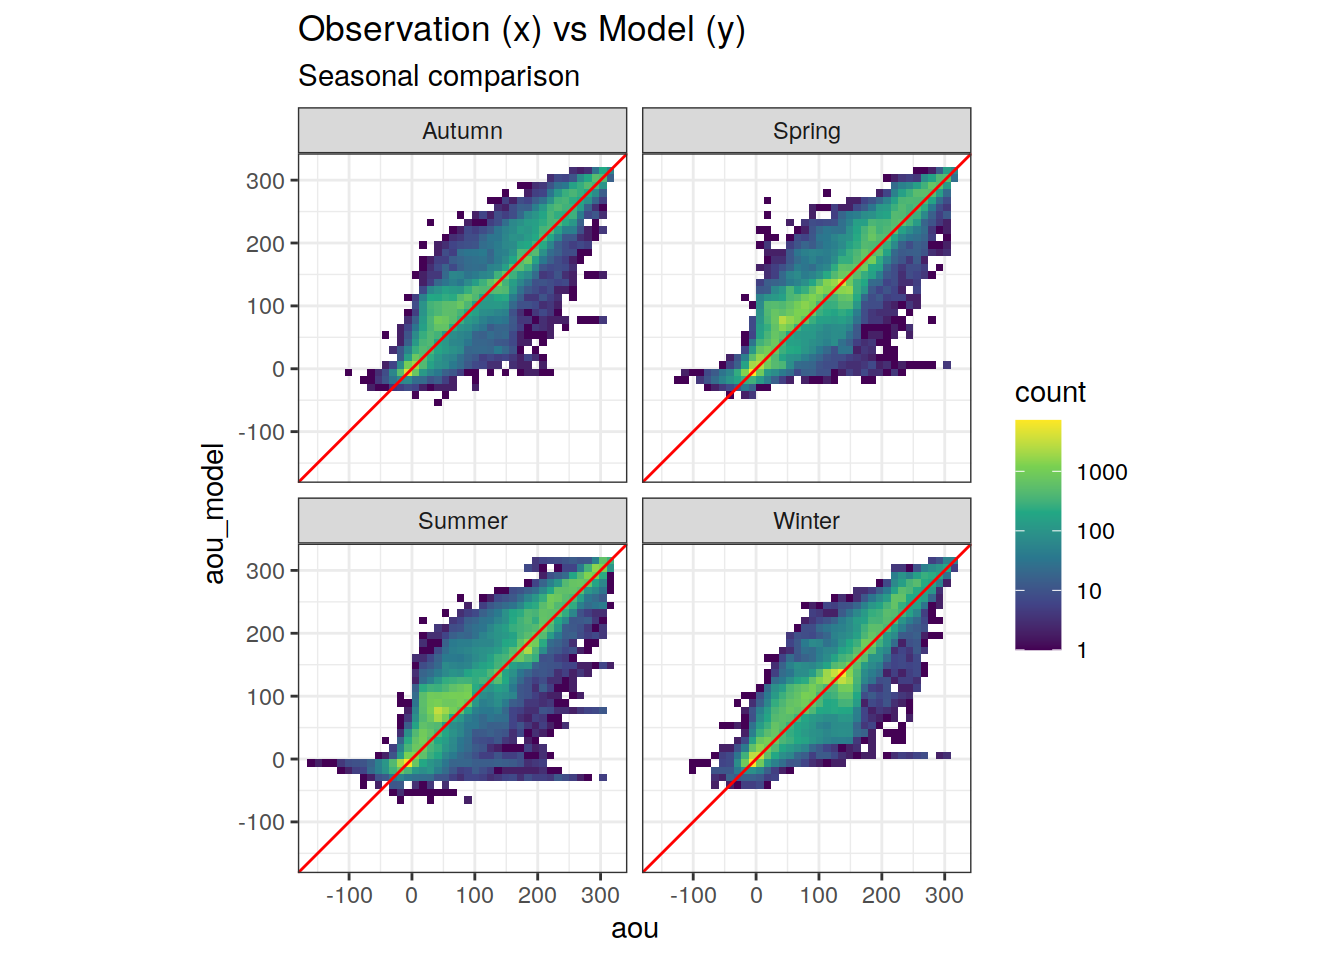 Observation (x) vs Model (y)
Seasonal comparison
Autumn
Spring
300
200
100
0
-100
Summer
Winter
300
200
100
0
-100
-100 0 100 200 300
-100 0 100 200 300
aou
aou_model
count
1000
100
10
1